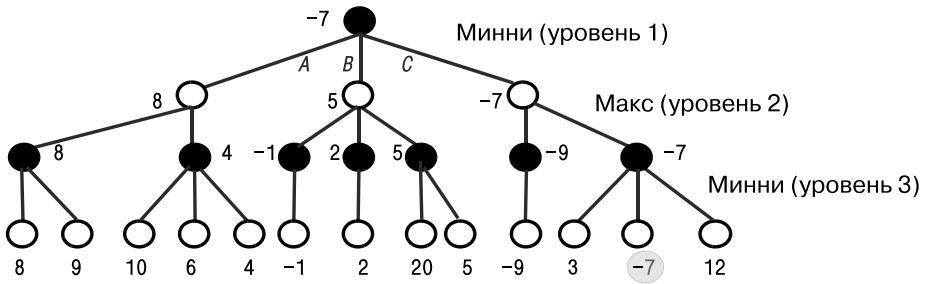 -7
Минни (уровень 1)
A B C
8 5 -7
Макс (уровень 2)
8 4 -1 2 5 -9 -7
Минни (уровень 3)
8 9 10 6 4 -1 2 20 5 -9 3 -7 12